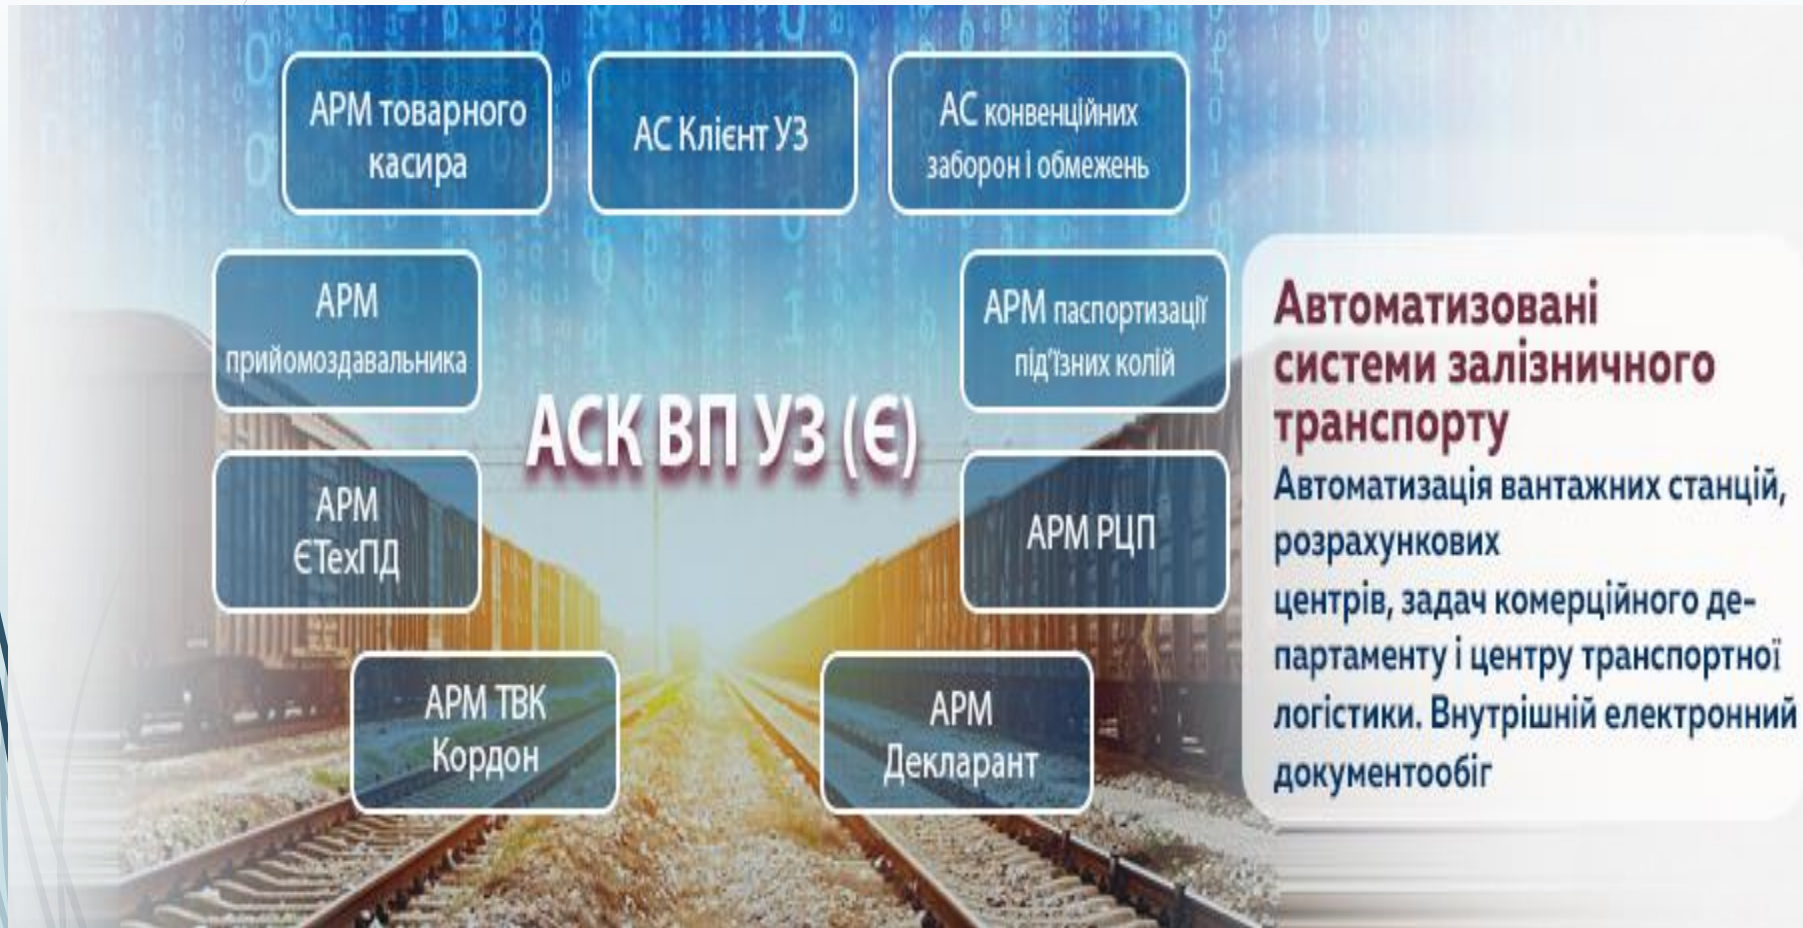 АРМ товарного
касира
АС Клієнт УЗ
АС конвенційних
заборон і обмежень
АРМ
прийомоздавальника
АРМ паспортизації
під'їзних колій
АСК ВП УЗ (Є)
АРМ
ЄТехПД
АРМ РЦП
АРМ ТВК
Кордон
АРМ
Декларант
Автоматизовані
системи залізничного
транспорту
Автоматизація вантажних станцій,
розрахункових
центрів, задач комерційного де-
партаменту і центру транспортної
логістики. Внутрішній електронний
документообіг